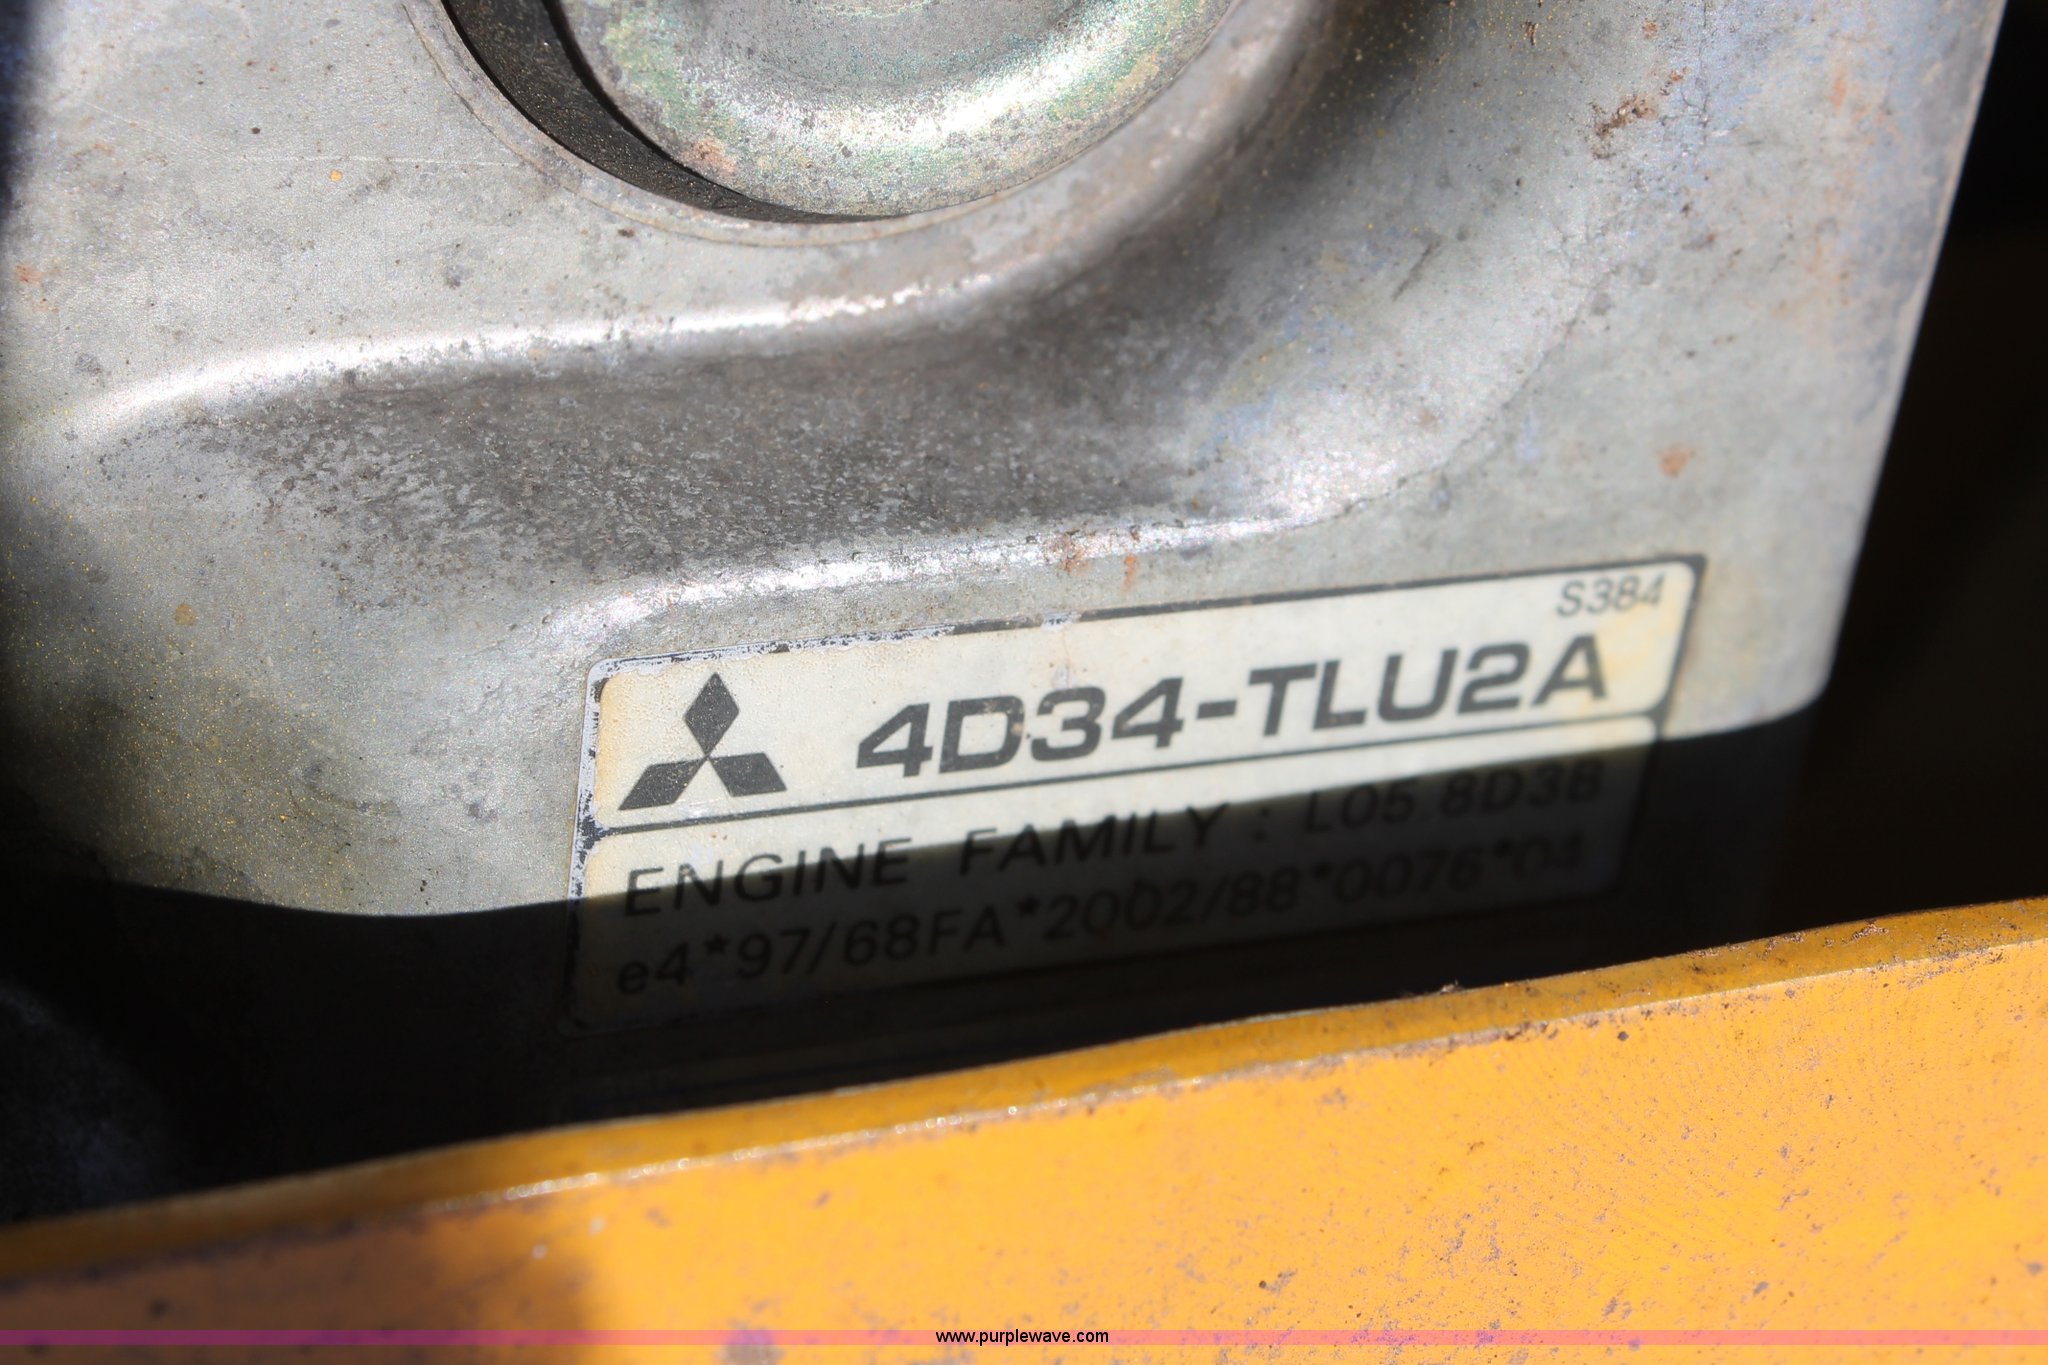 S384
4D34-TLU2A
ENGINE FAMILY : L05.8D3B
e4*97/68FA*2002/88*0076*04
www.purplewave.com